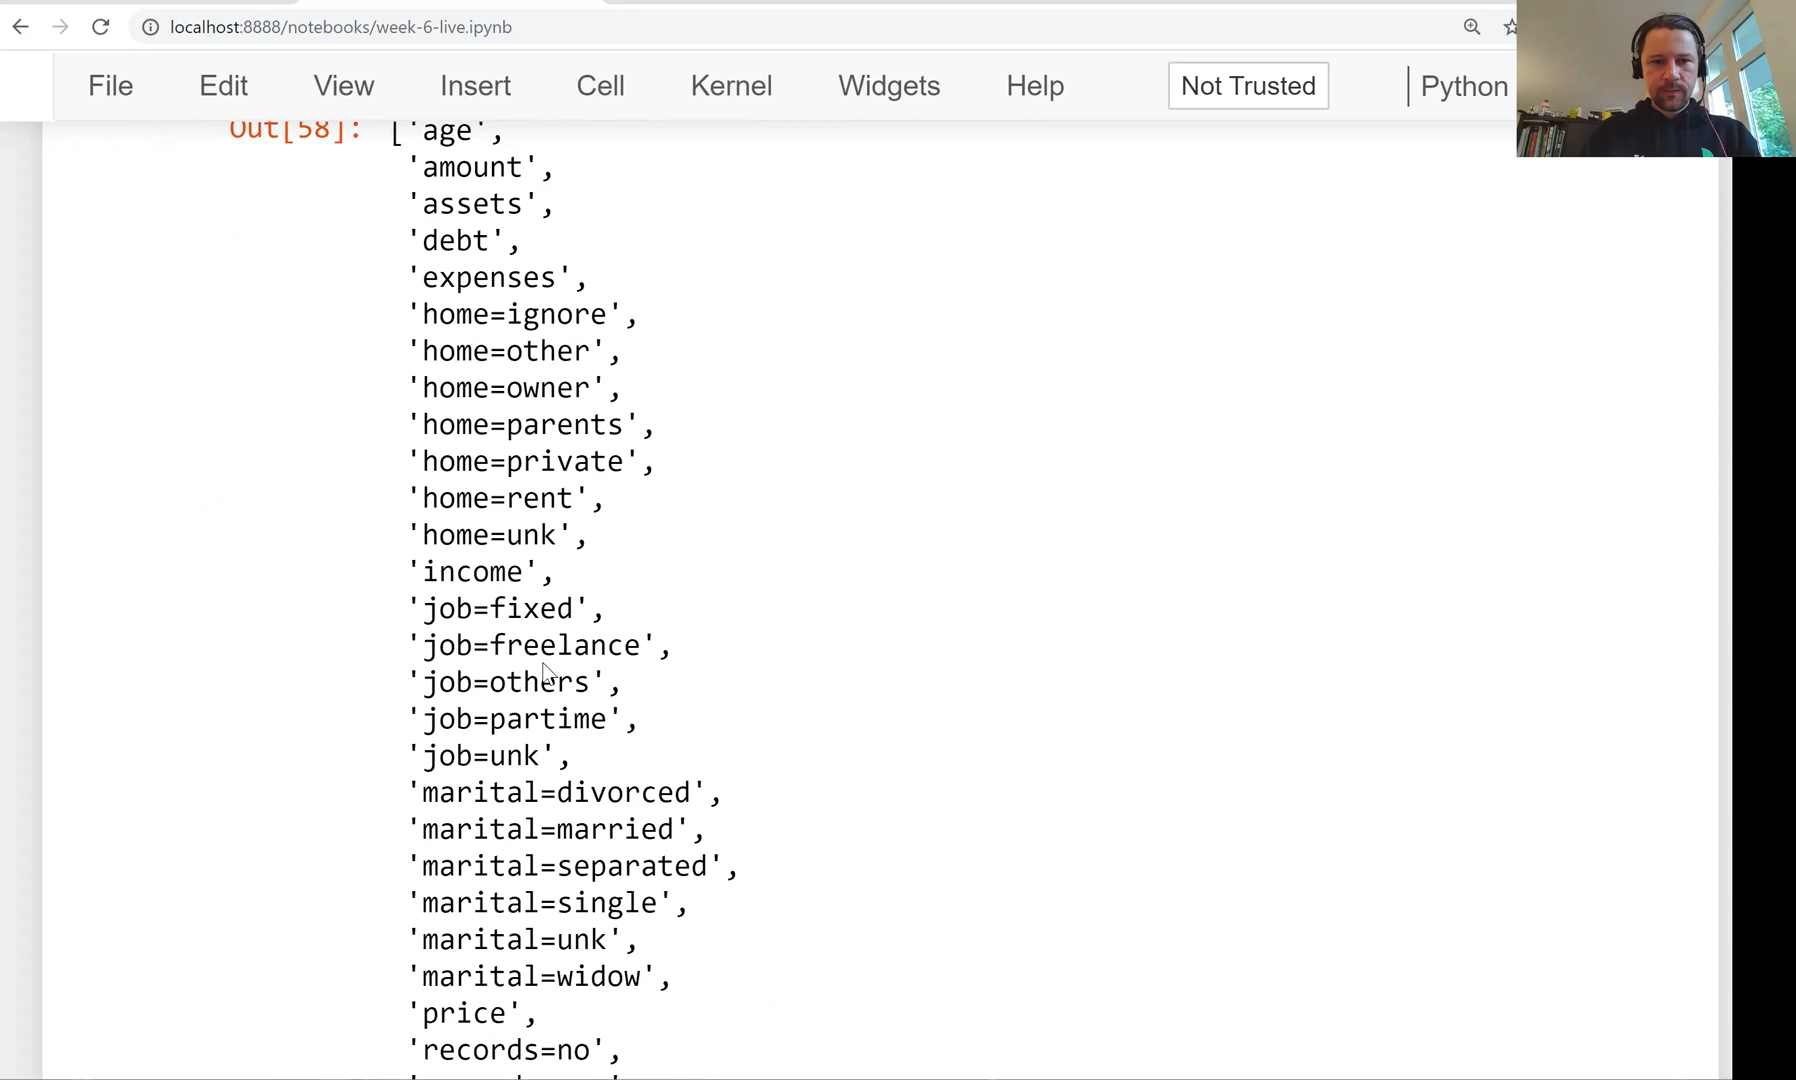 localhost:8888/notebooks/week-6-live.ipynb
File Edit View Insert Cell Kernel Widgets Help Not Trusted Python
Out[58]: ['age',
'amount',
'assets',
'debt',
'expenses',
'home=ignore',
'home=other',
'home=owner',
'home=parents',
'home=private',
'home=rent',
'home=unk',
'income',
'job=fixed',
'job=freelance',
'job=others',
'job=partime',
'job=unk',
'marital=divorced',
'marital=married',
'marital=separated',
'marital=single',
'marital=unk',
'marital=widow',
'price',
'records=no',